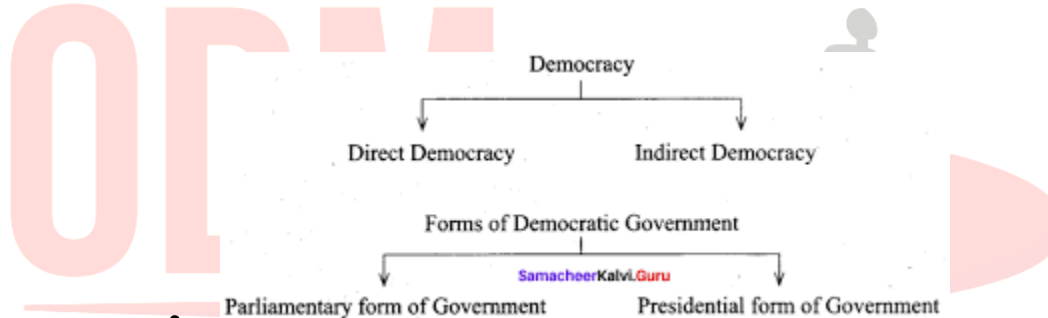 Democracy
Direct Democracy Indirect Democracy
Forms of Democratic Government
SamacheerKalvi.Guru
Parliamentary form of Government Presidential form of Government